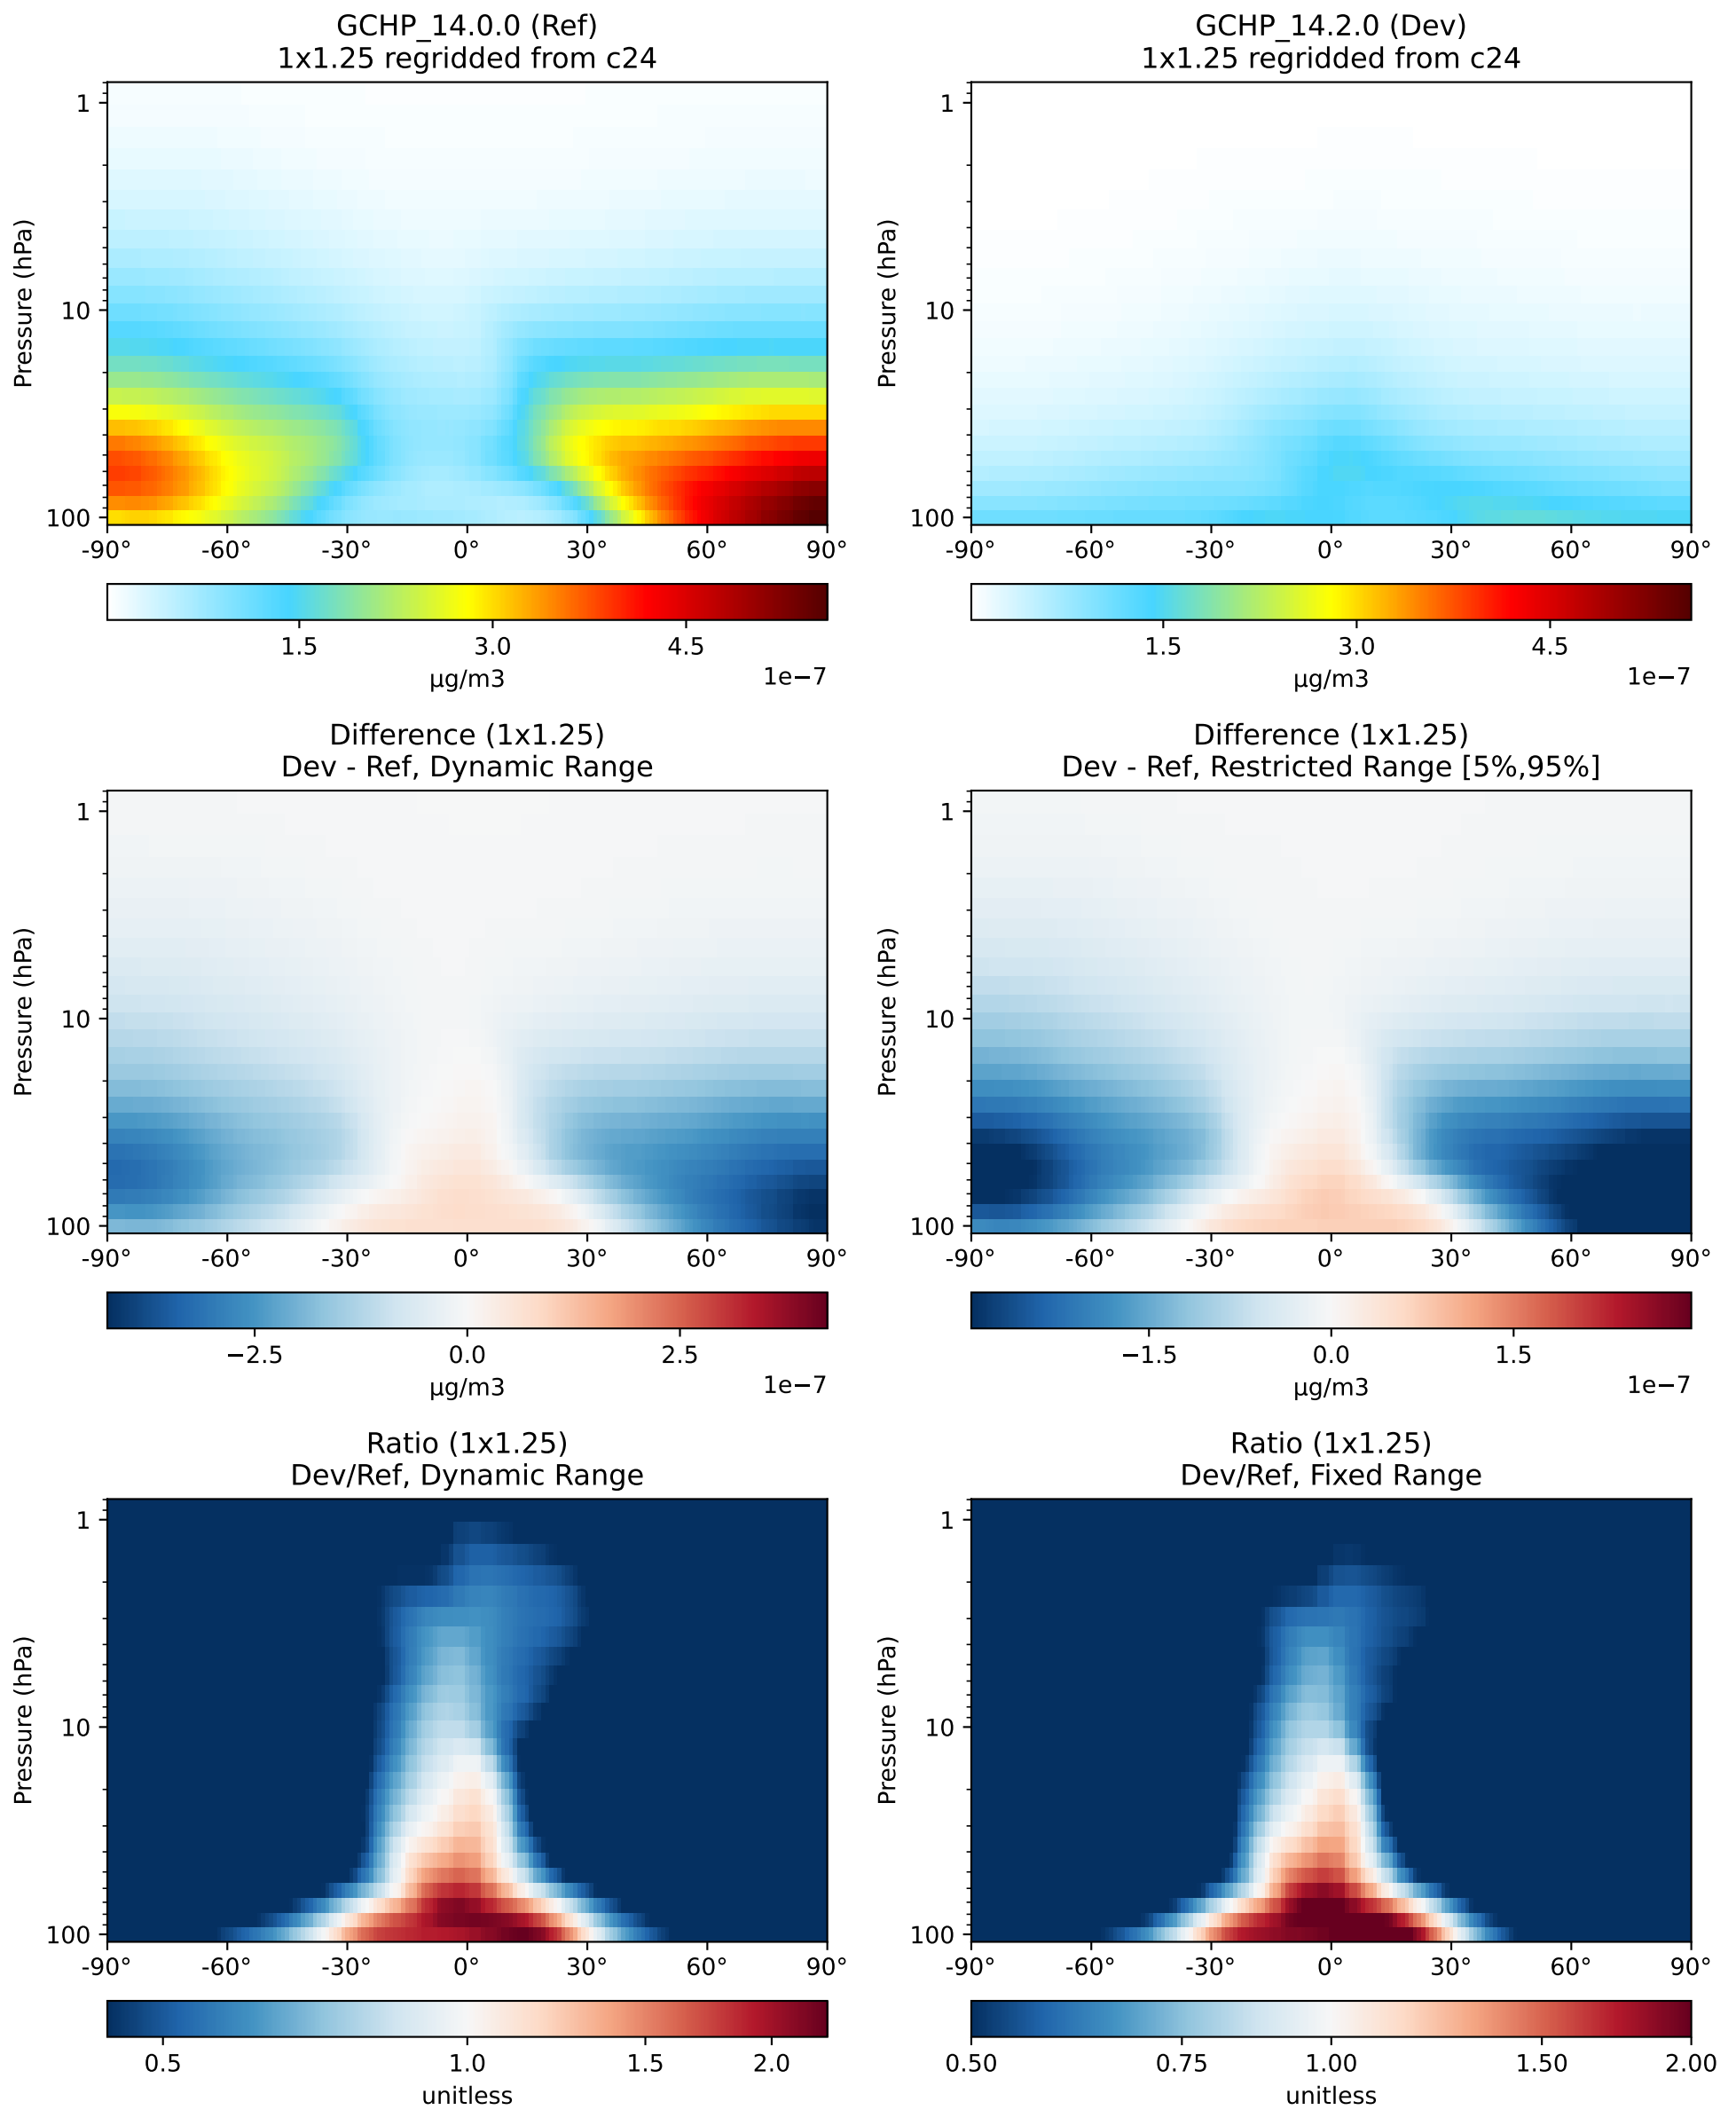 GCHP_14.0.0 (Ref)
1x1.25 regridded from c24
Pressure (hPa)
1
10
100
-90° -60° -30° 0° 30° 60° 90°
1.5 3.0 4.5
µg/m3
1e−7
GCHP_14.2.0 (Dev)
1x1.25 regridded from c24
Pressure (hPa)
1
10
100
-90° -60° -30° 0° 30° 60° 90°
1.5 3.0 4.5
µg/m3
1e−7
Difference (1x1.25)
Dev - Ref, Dynamic Range
Pressure (hPa)
1
10
100
-90° -60° -30° 0° 30° 60° 90°
−2.5 0.0 2.5
µg/m3
1e−7
Difference (1x1.25)
Dev - Ref, Restricted Range [5%,95%]
Pressure (hPa)
1
10
100
-90° -60° -30° 0° 30° 60° 90°
−1.5 0.0 1.5
µg/m3
1e−7
Ratio (1x1.25)
Dev/Ref, Dynamic Range
Pressure (hPa)
1
10
100
-90° -60° -30° 0° 30° 60° 90°
0.5 1.0 1.5 2.0
unitless
Ratio (1x1.25)
Dev/Ref, Fixed Range
Pressure (hPa)
1
10
100
-90° -60° -30° 0° 30° 60° 90°
0.50 0.75 1.00 1.50 2.00
unitless